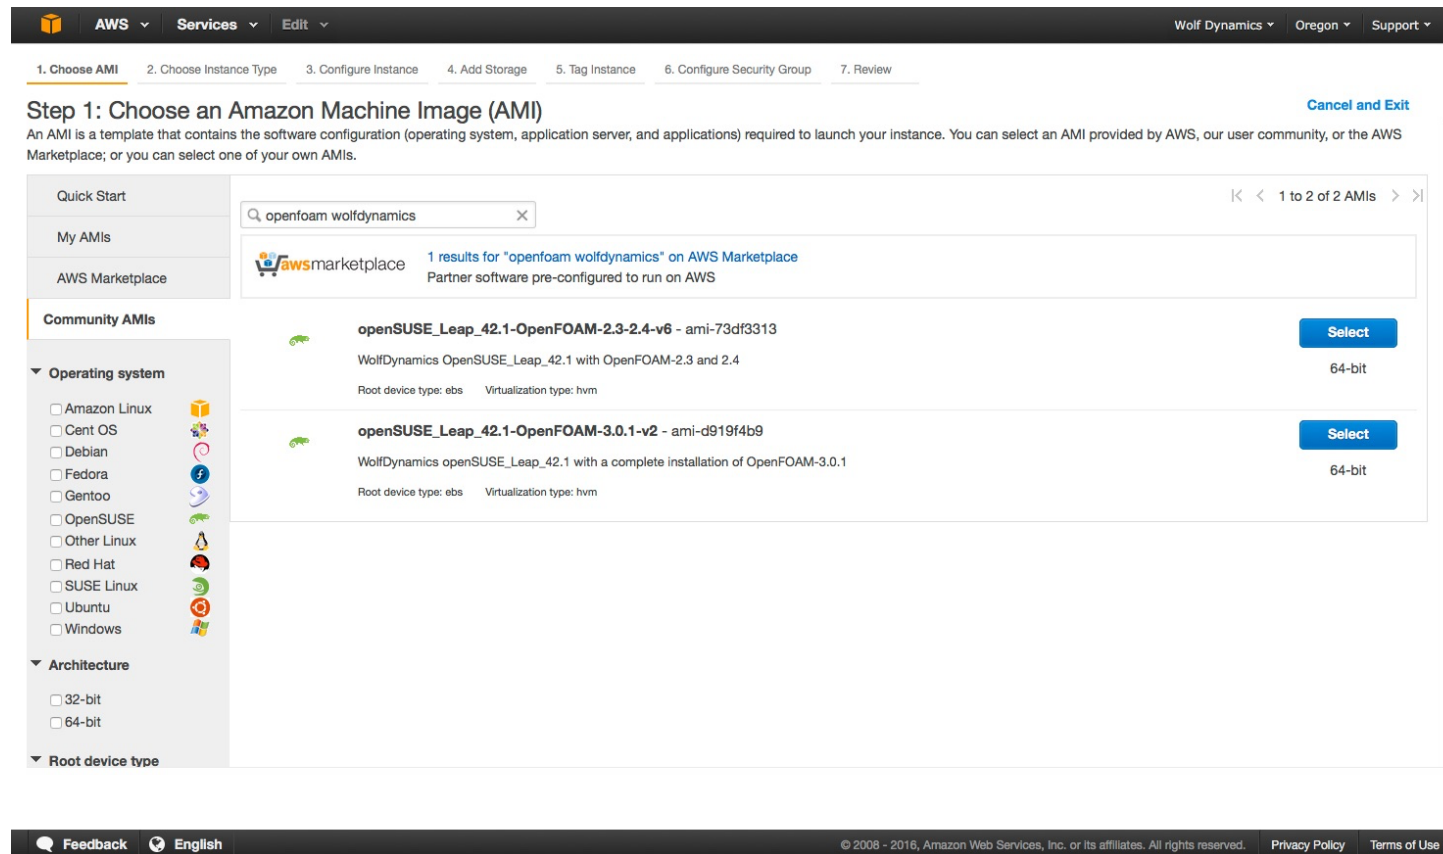 AWS Services Edit Wolf Dynamics Oregon Support
1. Choose AMI 2. Choose Instance Type 3. Configure Instance 4. Add Storage 5. Tag Instance 6. Configure Security Group 7. Review
Step 1: Choose an Amazon Machine Image (AMI)
Cancel and Exit
An AMI is a template that contains the software configuration (operating system, application server, and applications) required to launch your instance. You can select an AMI provided by AWS, our user community, or the AWS
Marketplace; or you can select one of your own AMIs.
Quick Start
My AMIs
AWS Marketplace
Community AMIs
Operating system
Amazon Linux
Cent OS
Debian
Fedora
Gentoo
OpenSUSE
Other Linux
Red Hat
SUSE Linux
Ubuntu
Windows
Architecture
32-bit
64-bit
Root device type
1 to 2 of 2 AMIs
openfoam wolfdynamics
awsmarketplace
1 results for "openfoam wolfdynamics" on AWS Marketplace
Partner software pre-configured to run on AWS
openSUSE_Leap_42.1-OpenFOAM-2.3-2.4-v6 - ami-73df3313
WolfDynamics OpenSUSE_Leap_42.1 with OpenFOAM-2.3 and 2.4
Root device type: ebs Virtualization type: hvm
Select
64-bit
openSUSE_Leap_42.1-OpenFOAM-3.0.1-v2 - ami-d919f4b9
WolfDynamics openSUSE_Leap_42.1 with a complete installation of OpenFOAM-3.0.1
Root device type: ebs Virtualization type: hvm
Select
64-bit
Feedback English © 2008 - 2016, Amazon Web Services, Inc. or its affiliates. All rights reserved. Privacy Policy Terms of Use